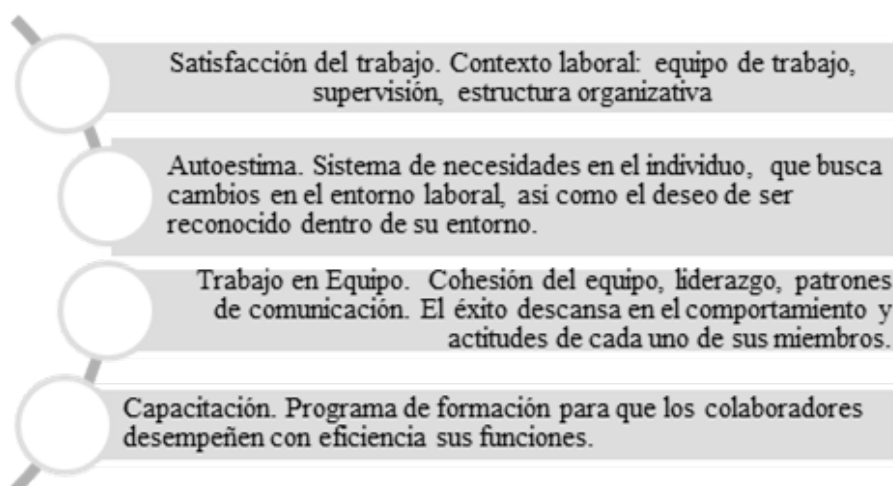 Satisfacción del trabajo. Contexto laboral: equipo de trabajo,
supervisión, estructura organizativa
Autoestima. Sistema de necesidades en el individuo, que busca
cambios en el entorno laboral, así como el deseo de ser
reconocido dentro de su entorno.
Trabajo en Equipo. Cohesión del equipo, liderazgo, patrones
de comunicación. El éxito descansa en el comportamiento y
actitudes de cada uno de sus miembros.
Capacitación. Programa de formación para que los colaboradores
desempeñen con eficiencia sus funciones.